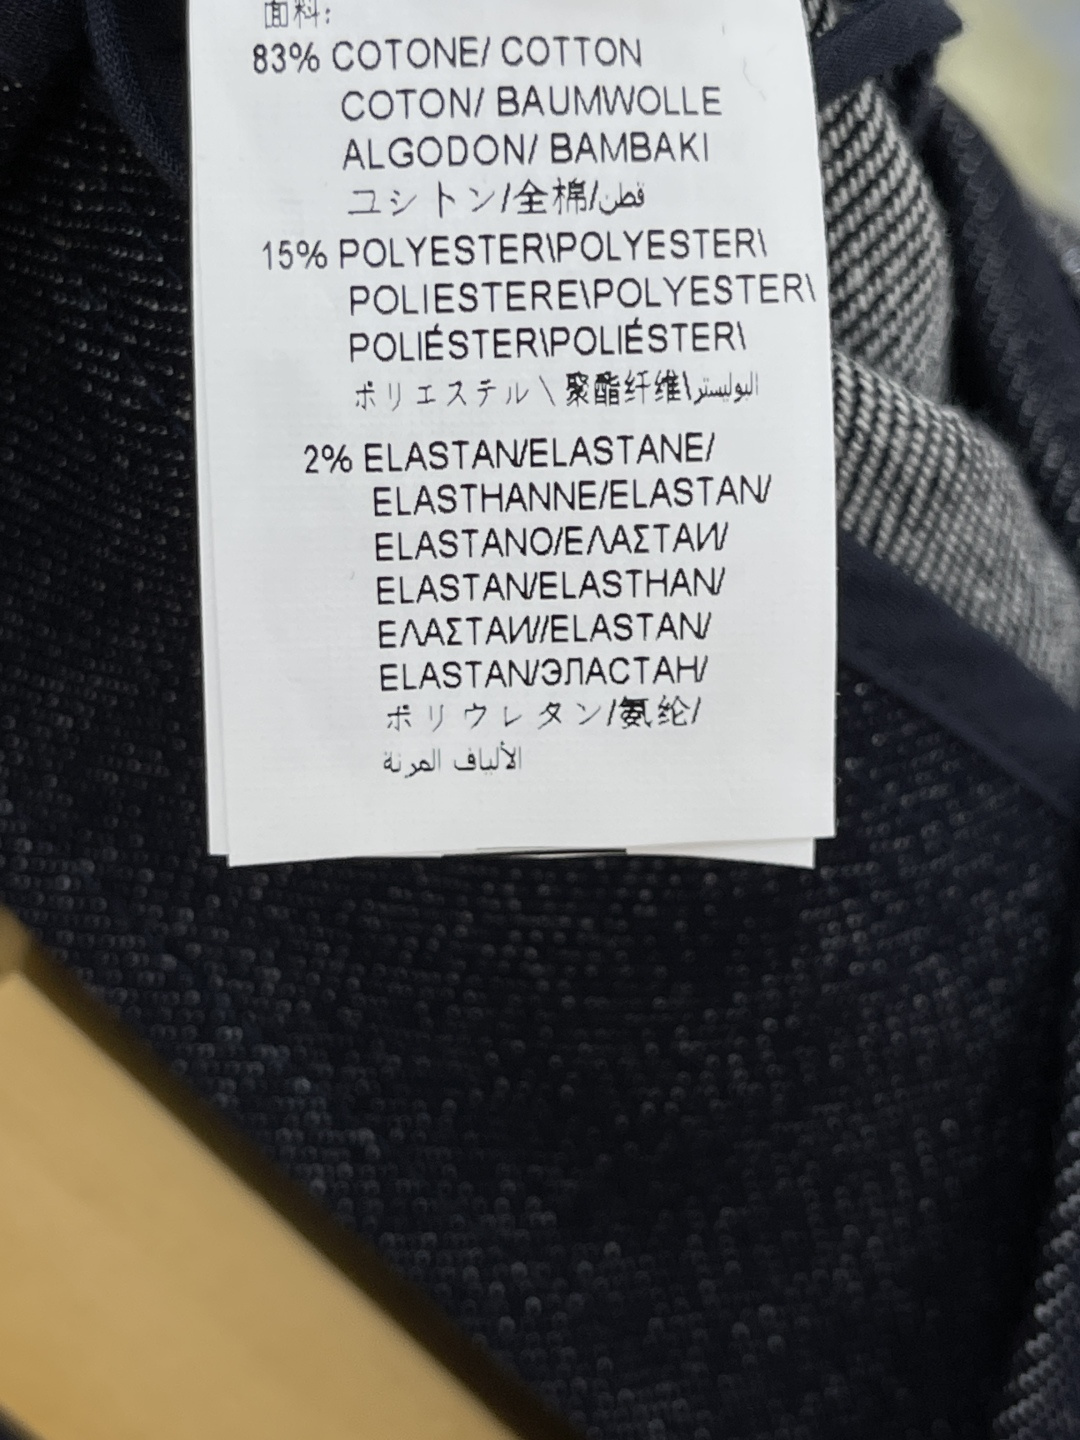 面料:
83% COTONE/ COTTON
COTON/ BAUMWOLLE
ALGODON/ BAMBAKI
ユシトン/全棉/قطن
15% POLYESTER\POLYESTER\
POLIESTERE\POLYESTER\
POLIÉSTER\POLIÉSTER\
ポリエステル\聚酯纤维\البوليستر
2% ELASTAN/ELASTANE/
ELASTHANNE/ELASTAN/
ELASTANO/ΕΛΑΣΤΑИ/
ELASTAN/ELASTHAN/
ΕΛΑΣΤΑИ//ELASTAN/
ELASTAN/ЭЛАСТАН/
ポリウレタン/氨纶/
الألياف المرنة